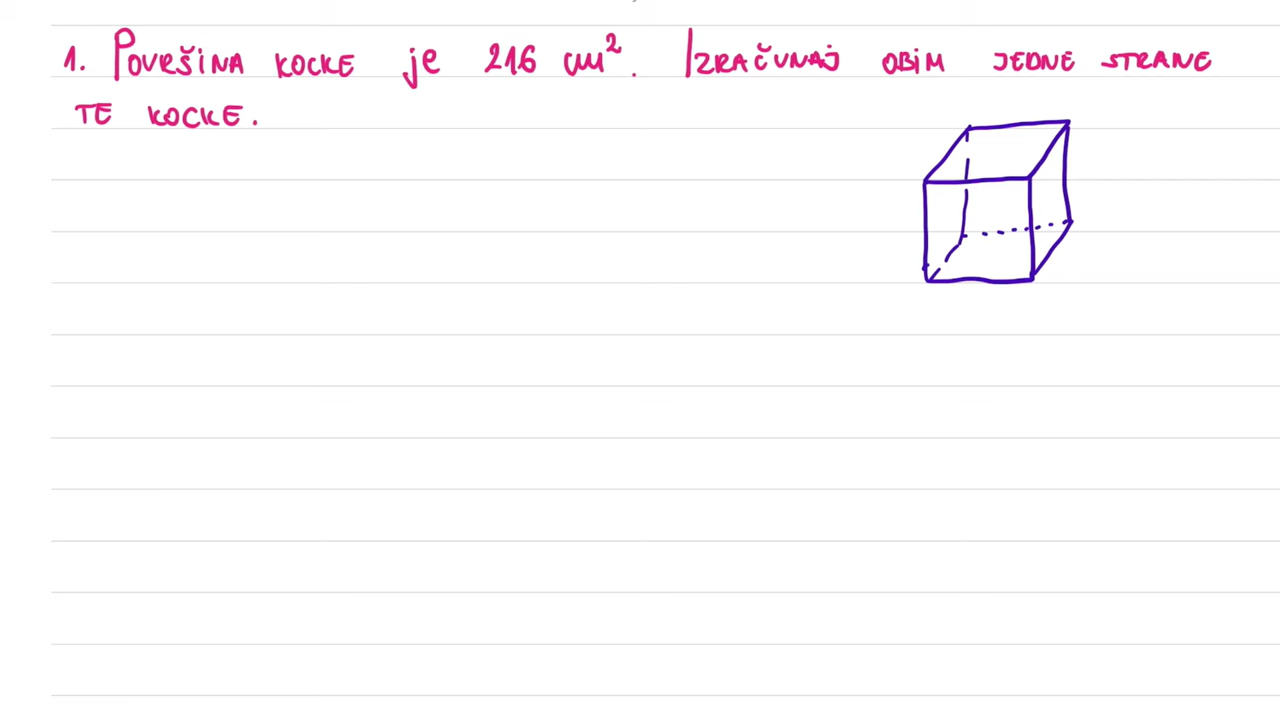 1. POVRŠINA KOCKE je 216 cm². IZRAČUNAJ OBIM JEDNE STRANE
TE KOCKE.